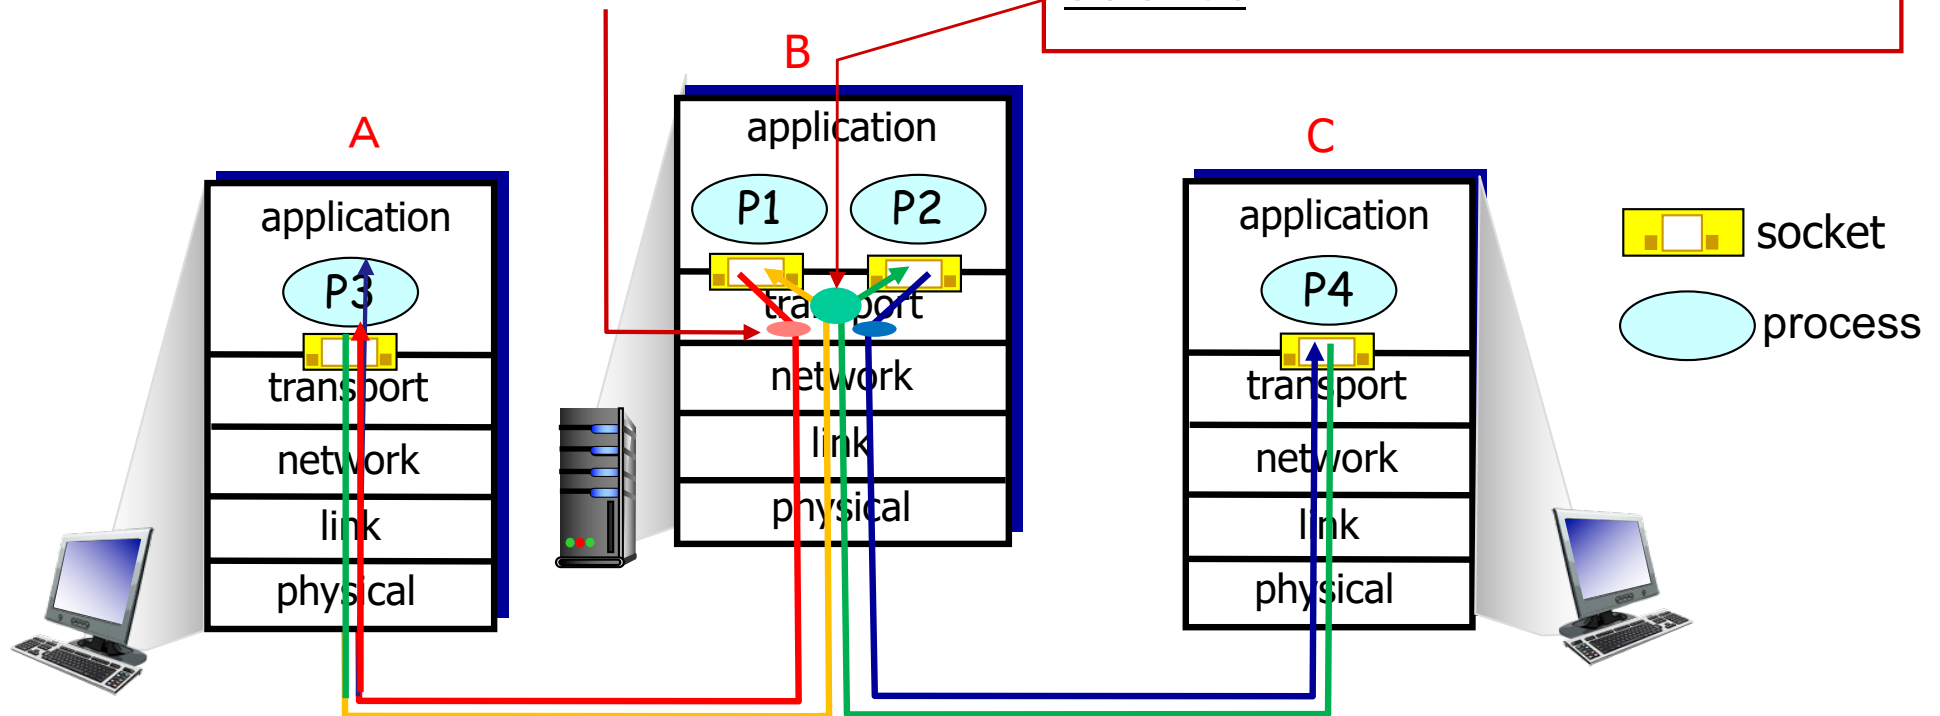 B
A
C
application
P1
P2
transport
network
link
physical
application
P3
transport
network
link
physical
application
P4
transport
network
link
physical
socket
process